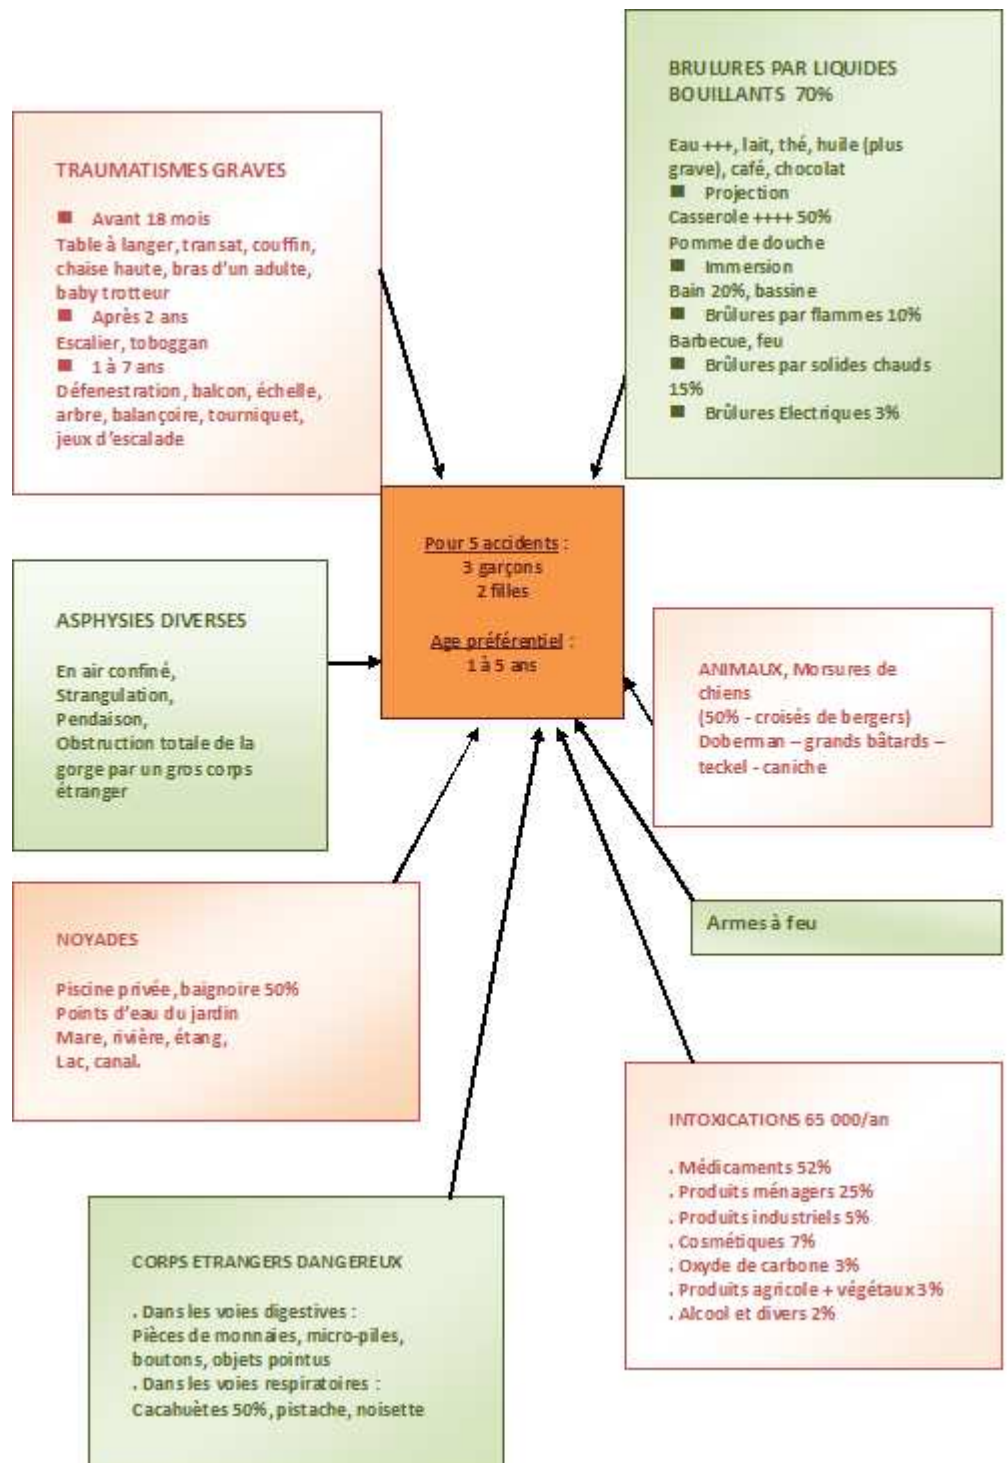 BRULURES PAR LIQUIDES
BOUILLANTS 70%
Eau +++, lait, thé, huile (plus
grave), café, chocolat
■ Projection
Casserole ++++ 50%
Pomme de douche
■ Immersion
Bain 20%, bassine
■ Brûlures par flammes 10%
Barbecue, feu
■ Brûlures par solides chauds
15%
■ Brûlures Electriques 3%
TRAUMATISMES GRAVES
■ Avant 18 mois
Table à langer, transat, couffin,
chaise haute, bras d'un adulte,
baby trotteur
■ Après 2 ans
Escalier, toboggan
■ 1 à 7 ans
Défenestration, balcon, échelle,
arbre, balançoire, tourniquet,
jeux d'escalade
Pour 5 accidents :
3 garçons
2 filles
Age préférentiel :
1 à 5 ans
ASPHYSIES DIVERSES
En air confiné,
Strangulation,
Pendaison,
Obstruction totale de la
gorge par un gros corps
étranger
ANIMAUX, Morsures de
chiens
(50% - croisés de bergers)
Doberman – grands bâtards –
teckel - caniche
NOYADES
Piscine privée, baignoire 50%
Points d'eau du jardin
Mare, rivière, étang,
Lac, canal.
Armes à feu
INTOXICATIONS 65 000/an
. Médicaments 52%
. Produits ménagers 25%
. Produits industriels 5%
. Cosmétiques 7%
. Oxyde de carbone 3%
. Produits agricole + végétaux 3%
. Alcool et divers 2%
CORPS ETRANGERS DANGEREUX
. Dans les voies digestives :
Pièces de monnaies, micro-piles,
boutons, objets pointus
. Dans les voies respiratoires :
Cacahuètes 50%, pistache, noisette